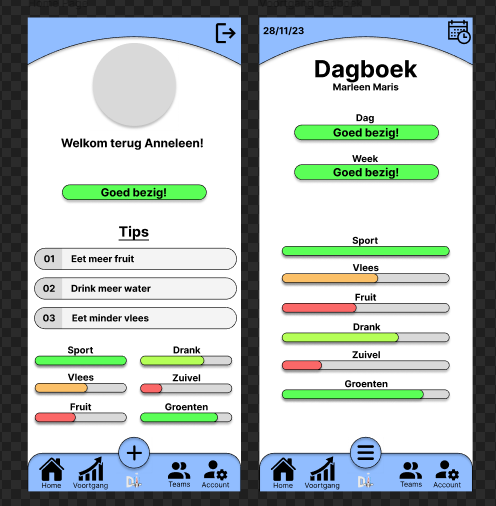 Welkom terug Anneleen!
Goed bezig!
Tips
01 Eet meer fruit
02 Drink meer water
03 Eet minder vlees
Sport Drank
Vlees Zuivel
Fruit Groenten
Home Voortgang Teams Account
28/11/23
Dagboek
Marleen Maris
Dag
Goed bezig!
Week
Goed bezig!
Sport
Vlees
Fruit
Drank
Zuivel
Groenten
Home Voortgang Teams Account